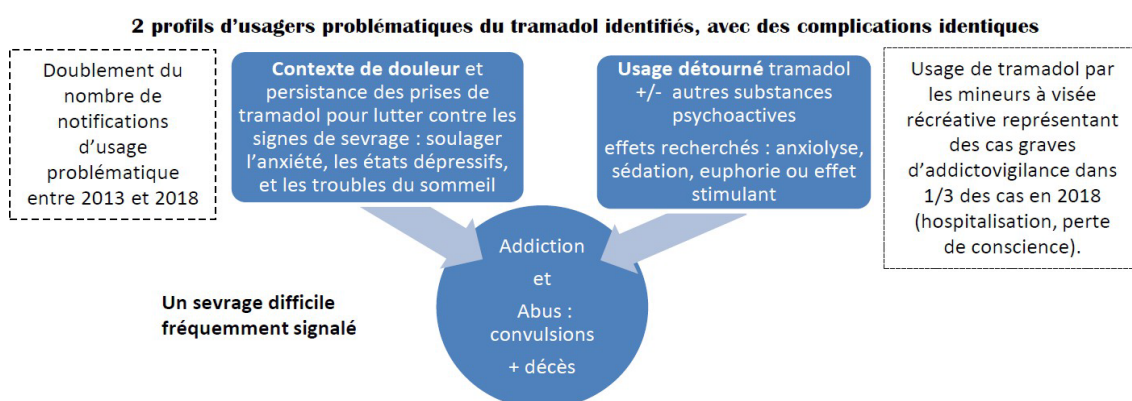 2 profils d'usagers problématiques du tramadol identifiés, avec des complications identiques
Doublement du
nombre de
notifications
d'usage
problématique
entre 2013 et 2018
Contexte de douleur et
persistance des prises de
tramadol pour lutter contre les
signes de sevrage : soulager
l'anxiété, les états dépressifs,
et les troubles du sommeil
Usage détourné tramadol
+/- autres substances
psychoactives
effets recherchés : anxiolyse,
sédation, euphorie ou effet
stimulant
Usage de tramadol par
les mineurs à visée
récréative représentant
des cas graves
d'addictovigilance dans
1/3 des cas en 2018
(hospitalisation, perte
de conscience).
Addiction
et
Abus :
convulsions
+ décès
Un sevrage difficile
fréquemment signalé